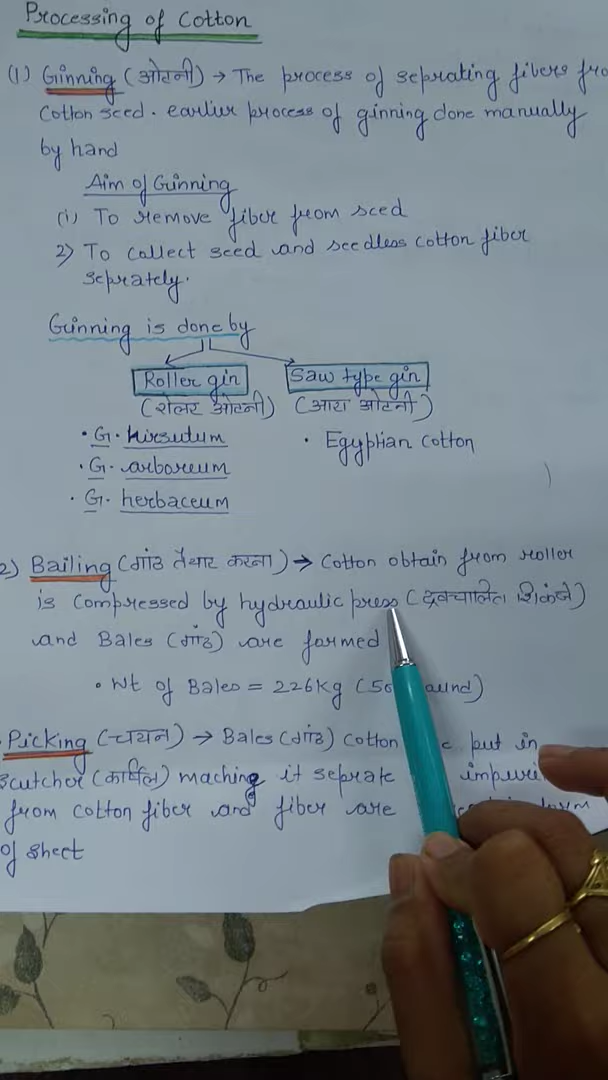 Processing of Cotton
(1) Ginning (ओटनी) → The process of seprating fibers fro
cotton seed. earlier process of ginning done manually
by hand
Aim of Ginning
(i) To remove fiber from seed
2) To collect seed and seedless cotton fiber
seprately.
Ginning is done by
Roller gin Saw type gin
(रोलर ओटनी) (आरा ओटनी)
• G. hirsutum • Egyptian cotton
• G. arboreum
• G. herbaceum
2) Bailing (गांठ तैयार करना) → Cotton obtain from roller
is compressed by hydraulic press (द्रवचालित शिकंजे)
and Bales (गांठ) are formed
• Wt of Bales = 226Kg (50 ound)
Picking (चयन) → Bales (गांठ) cotton put in
scutcher maching it seprate impuri
from cotton fiber and fiber are form
of sheet